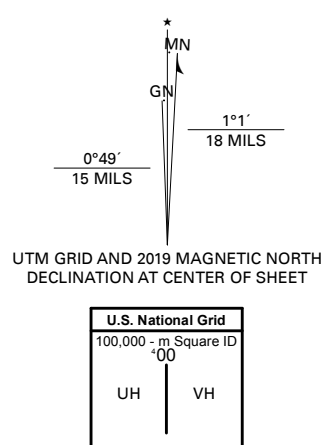 ★
MN
GN
1°1´
18 MILS
0°49´
15 MILS
UTM GRID AND 2019 MAGNETIC NORTH
DECLINATION AT CENTER OF SHEET
U.S. National Grid
100,000 - m Square ID
⁴00
UH VH